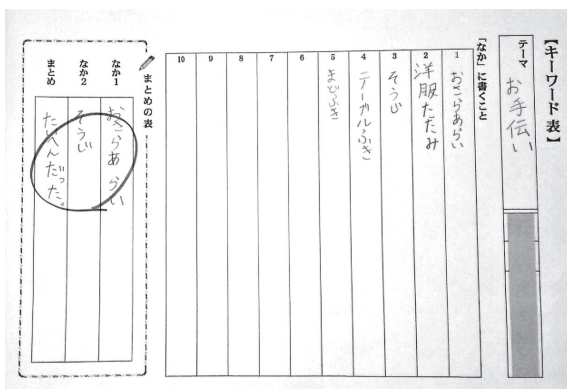 【キーワード表】
テーマ
お手伝い
「なか」に書くこと
1 おさらあらい
2 洋服たたみ
3 そうじ
4 テーブルふき
5 まどふき
6
7
8
9
10
まとめの表
なか1 おさらあらい
なか2 そうじ
まとめ たいへんだった。